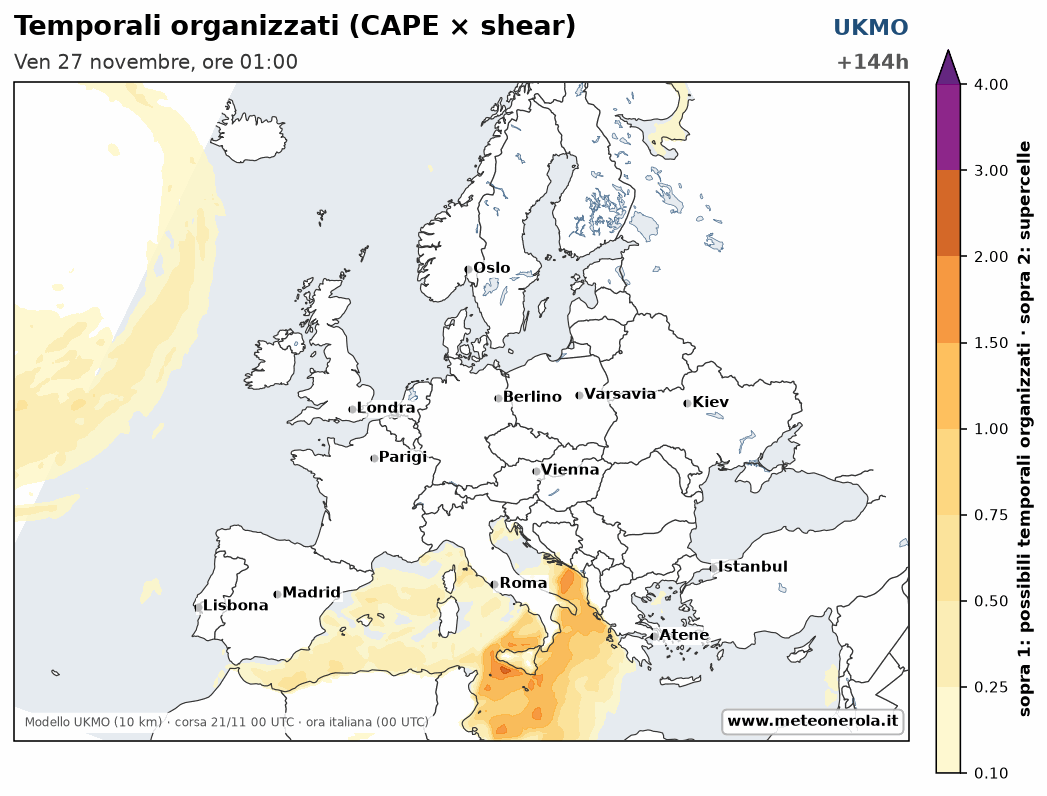 Temporali organizzati (CAPE × shear)
UKMO
Ven 27 novembre, ore 01:00
+144h
4.00
3.00
2.00
1.50
1.00
0.75
0.50
0.25
0.10
sopra 1: possibili temporali organizzati · sopra 2: supercelle
Oslo
Berlino
Varsavia
Kiev
Londra
Parigi
Vienna
Istanbul
Roma
Madrid
Lisbona
Atene
Modello UKMO (10 km) · corsa 21/11 00 UTC · ora italiana (00 UTC)
www.meteonerola.it